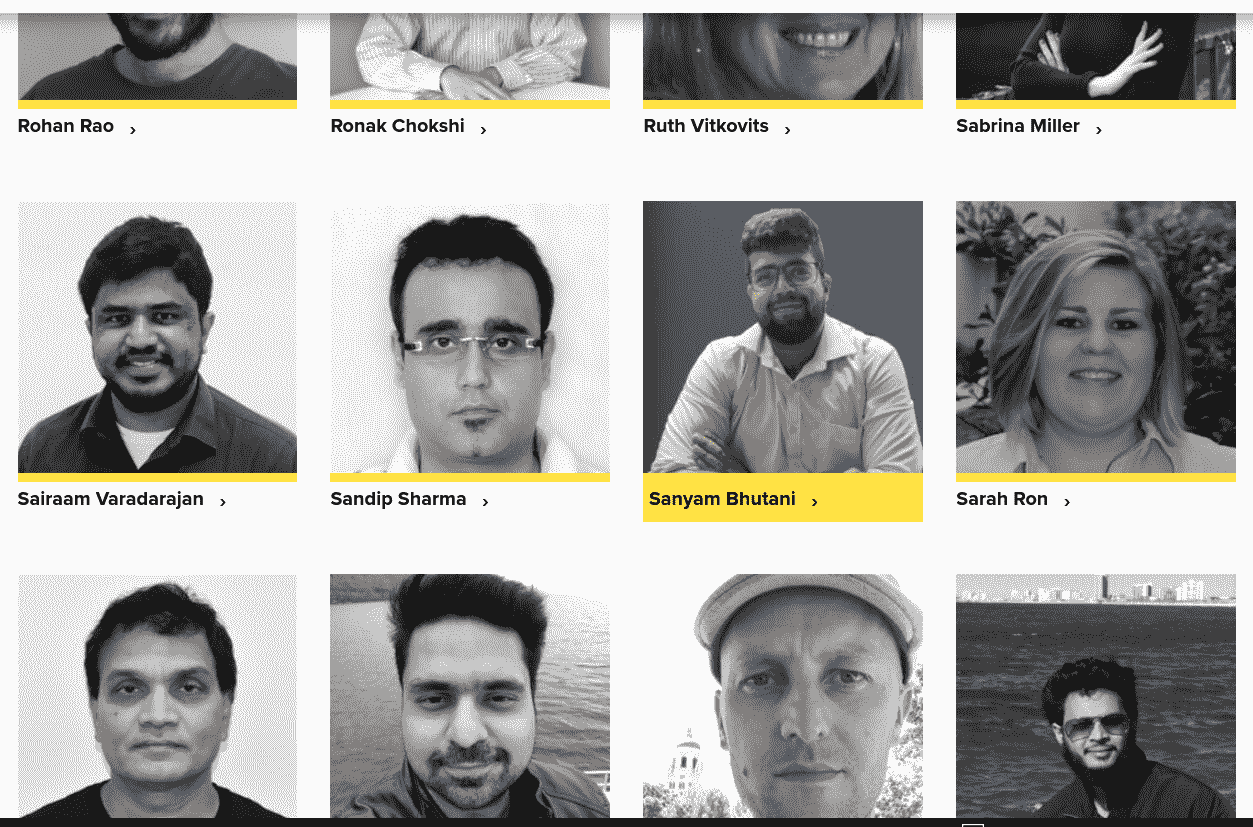 Rohan Rao ›
Ronak Chokshi ›
Ruth Vitkovits ›
Sabrina Miller ›
Sairaam Varadarajan ›
Sandip Sharma ›
Sanyam Bhutani ›
Sarah Ron ›